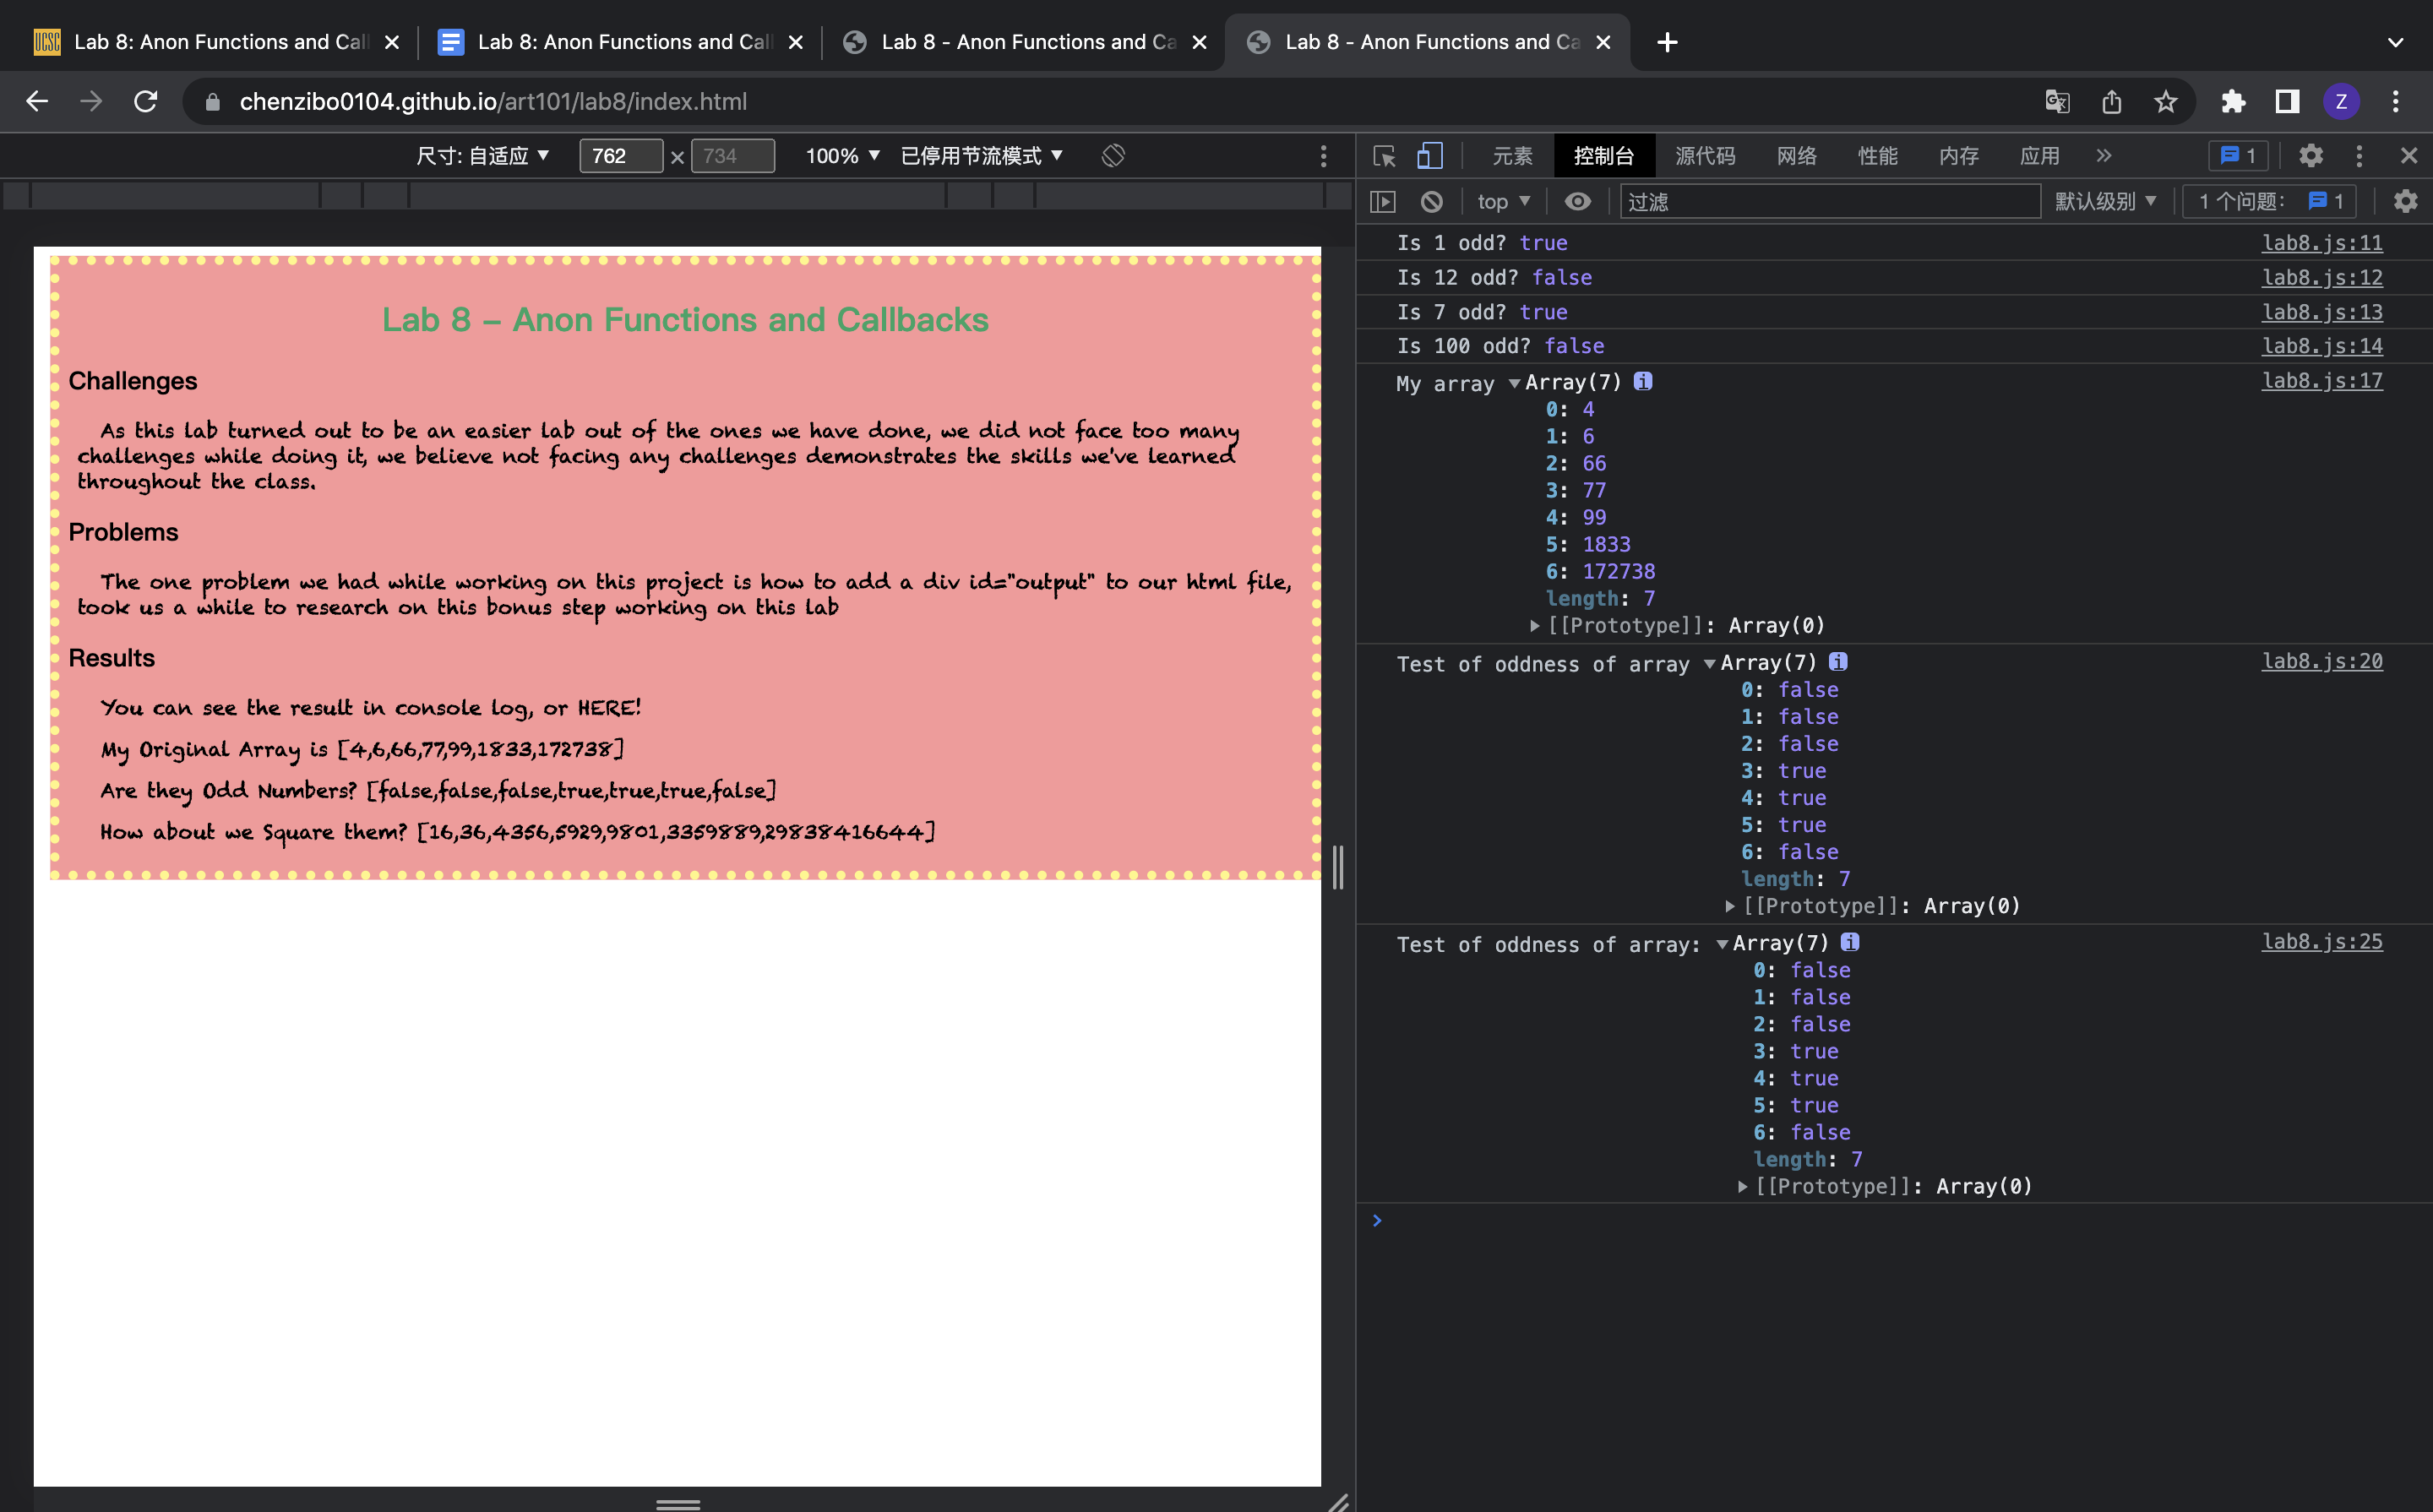 Lab 8: Anon Functions and Call
Lab 8: Anon Functions and Call
Lab 8 - Anon Functions and Ca
Lab 8 - Anon Functions and Ca
chenzibo0104.github.io/art101/lab8/index.html
Z
尺寸: 自适应 762 × 734 100% 已停用节流模式
Lab 8 – Anon Functions and Callbacks
Challenges
As this lab turned out to be an easier lab out of the ones we have done, we did not face too many
challenges while doing it, we believe not facing any challenges demonstrates the skills we've learned
throughout the class.
Problems
The one problem we had while working on this project is how to add a div id="output" to our html file,
took us a while to research on this bonus step working on this lab
Results
You can see the result in console log, or HERE!
My Original Array is [4,6,66,77,99,1833,172738]
Are they Odd Numbers? [false,false,false,true,true,true,false]
How about we Square them? [16,36,4356,5929,9801,3359889,29838416644]
元素 控制台 源代码 网络 性能 内存 应用 » 1
top 过滤 默认级别 1 个问题: 1
Is 1 odd? true lab8.js:11
Is 12 odd? false lab8.js:12
Is 7 odd? true lab8.js:13
Is 100 odd? false lab8.js:14
My array Array(7) i lab8.js:17
0: 4
1: 6
2: 66
3: 77
4: 99
5: 1833
6: 172738
length: 7
[[Prototype]]: Array(0)
Test of oddness of array Array(7) i lab8.js:20
0: false
1: false
2: false
3: true
4: true
5: true
6: false
length: 7
[[Prototype]]: Array(0)
Test of oddness of array: Array(7) i lab8.js:25
0: false
1: false
2: false
3: true
4: true
5: true
6: false
length: 7
[[Prototype]]: Array(0)